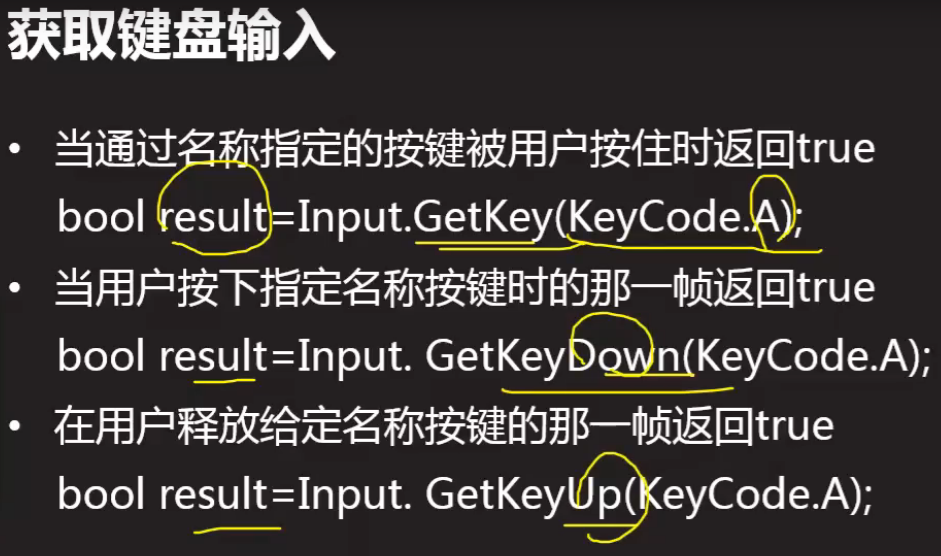 获取键盘输入
• 当通过名称指定的按键被用户按住时返回true
bool result=Input.GetKey(KeyCode.A);
• 当用户按下指定名称按键时的那一帧返回true
bool result=Input. GetKeyDown(KeyCode.A);
• 在用户释放给定名称按键的那一帧返回true
bool result=Input. GetKeyUp(KeyCode.A);